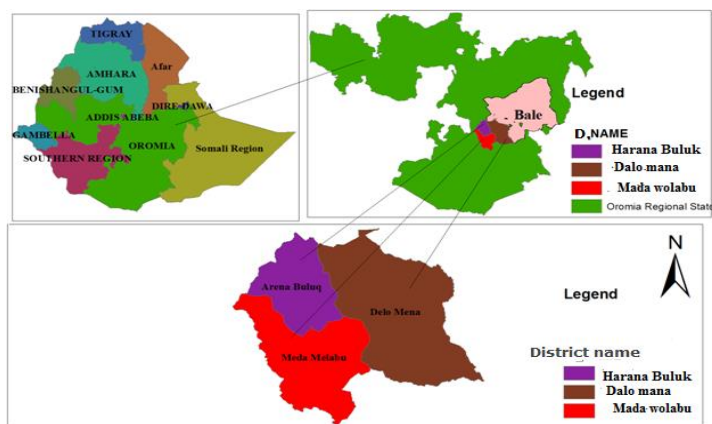 TIGRAY
Afar
AMHARA
BENISHANGUL-GUM
DIRE-DAWA
ADDIS ABEBA
GAMBELLA
OROMIA
SOUTHERN REGION
Somali Region
Legend
Bale
D,NAME
Harana Buluk
Dalo mana
Mada wolabu
Oromia Regional State
N
Arena Buluq
Legend
Delo Mena
Meda Melabu
District name
Harana Buluk
Dalo mana
Mada wolabu